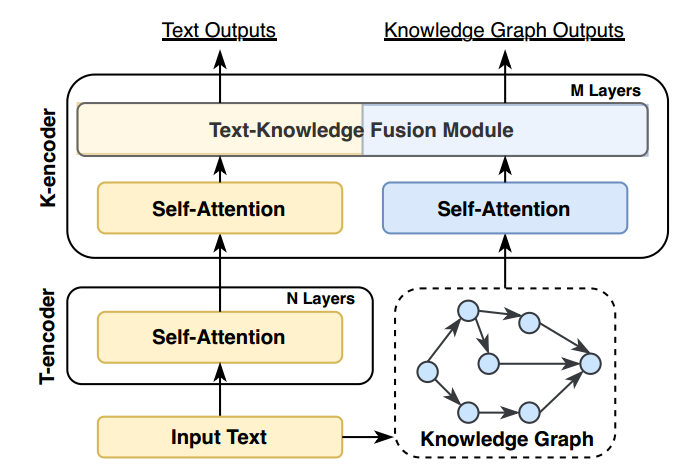 Text Outputs
Knowledge Graph Outputs
M Layers
K-encoder
Text-Knowledge Fusion Module
Self-Attention
Self-Attention
T-encoder
N Layers
Self-Attention
Input Text
Knowledge Graph